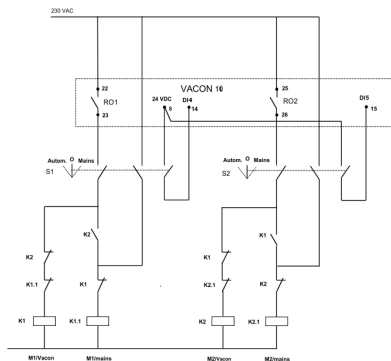 230 VAC
VACON 10
22
RO1
23
24 VDC
6
DI4
14
25
RO2
26
DI5
15
Autom. O Mains
S1
Autom. O Mains
S2
K2
K1
K2
K1
K1.1
K1
K2.1
K2
K1
K1.1
K2
K2.1
M1/Vacon
M1/mains
M2/Vacon
M2/mains